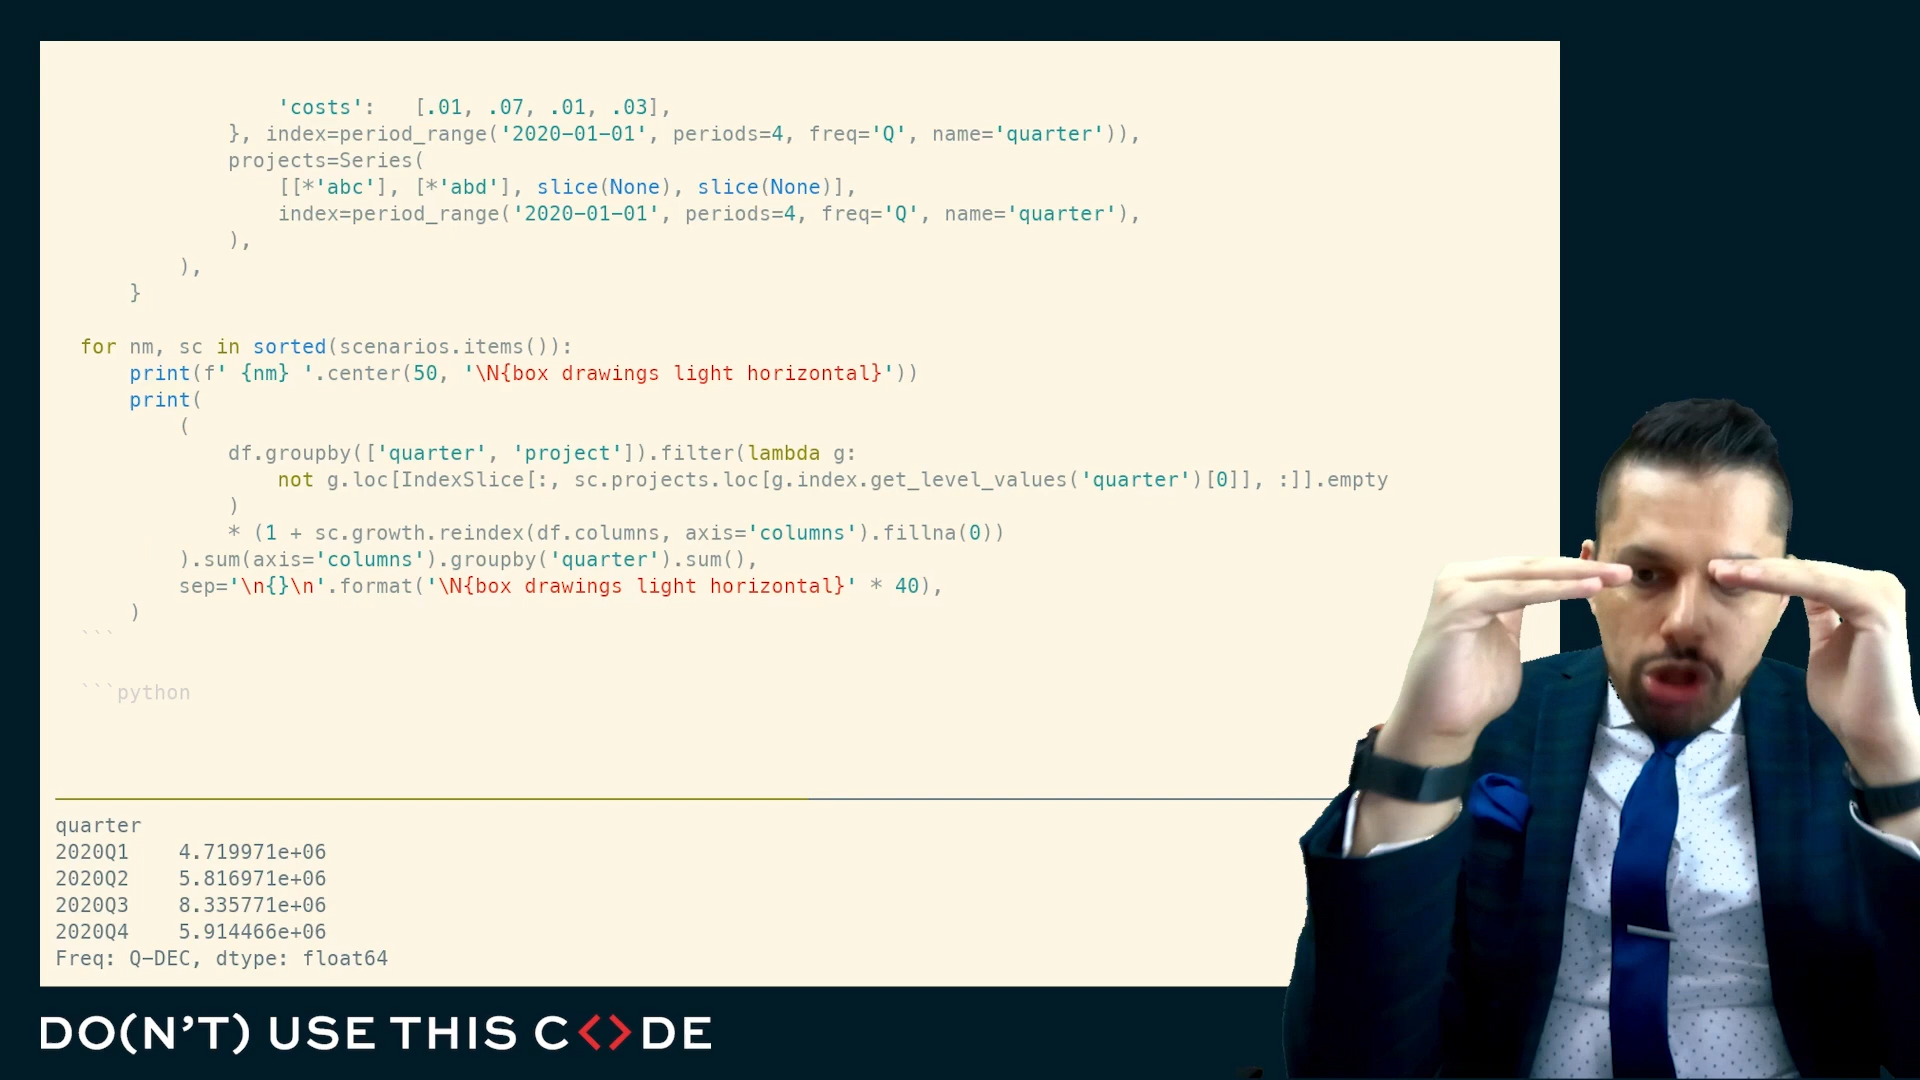 'costs':   [.01, .07, .01, .03],
            }, index=period_range('2020-01-01', periods=4, freq='Q', name='quarter')),
            projects=Series(
                [[*'abc'], [*'abd'], slice(None), slice(None)],
                index=period_range('2020-01-01', periods=4, freq='Q', name='quarter'),
            ),
        ),
    }
for nm, sc in sorted(scenarios.items()):
    print(f' {nm} '.center(50, '\N{box drawings light horizontal}'))
    print(
        (
            df.groupby(['quarter', 'project']).filter(lambda g:
                not g.loc[IndexSlice[:, sc.projects.loc[g.index.get_level_values('quarter')[0]], :]].empty
            )
            * (1 + sc.growth.reindex(df.columns, axis='columns').fillna(0))
        ).sum(axis='columns').groupby('quarter').sum(),
        sep='\n{}\n'.format('\N{box drawings light horizontal}' * 40),
    )
```
```python
quarter
2020Q1    4.719971e+06
2020Q2    5.816971e+06
2020Q3    8.335771e+06
2020Q4    5.914466e+06
Freq: Q-DEC, dtype: float64
DO(N'T) USE THIS C<>DE